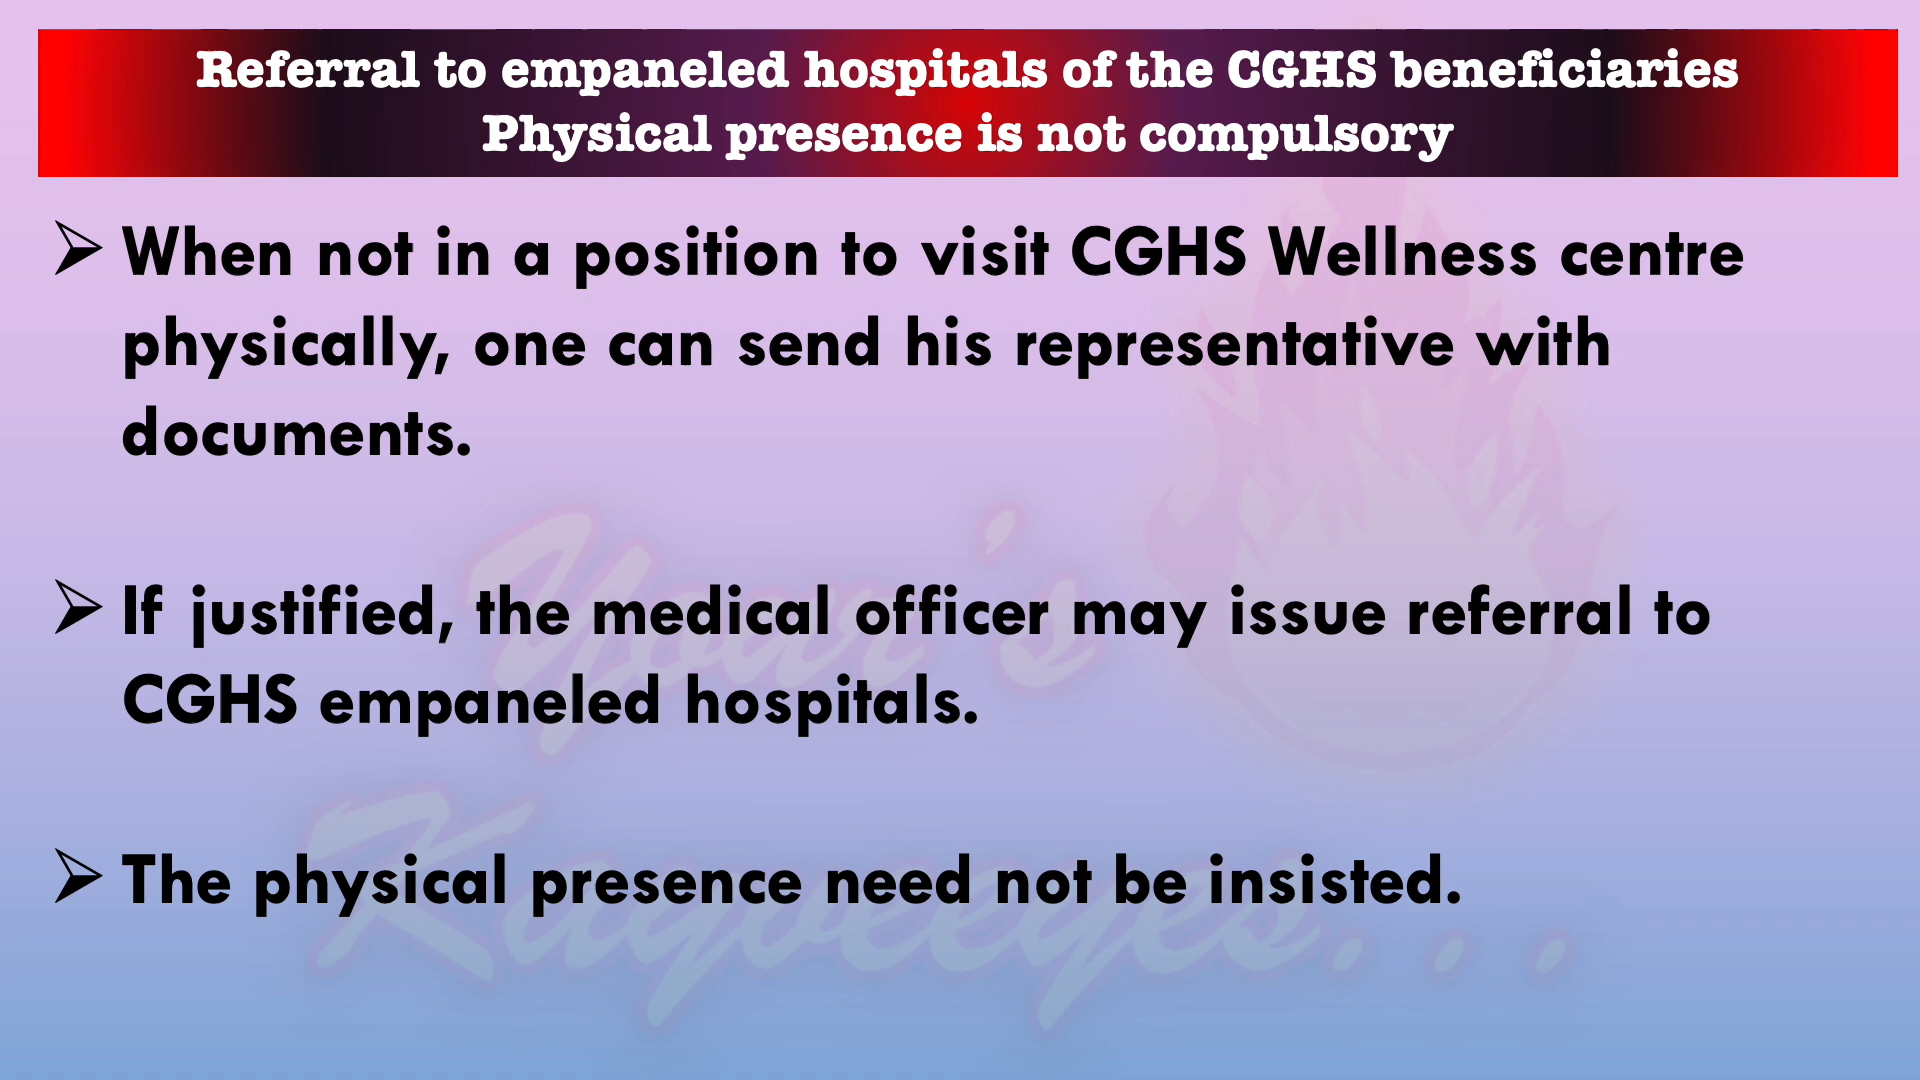 Referral to empaneled hospitals of the CGHS beneficiaries
Physical presence is not compulsory
➢ When not in a position to visit CGHS Wellness centre
physically, one can send his representative with
documents.
➢ If justified, the medical officer may issue referral to
CGHS empaneled hospitals.
➢ The physical presence need not be insisted.
Your's
Kayveeyes. . .